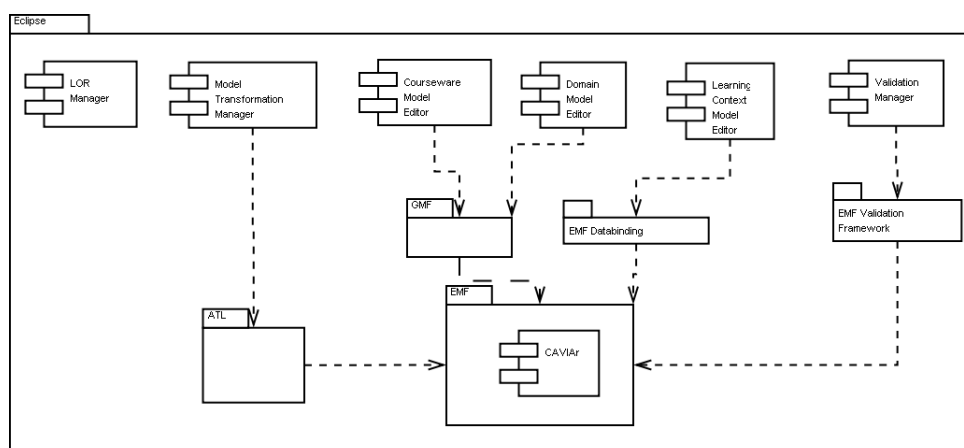 Eclipse
LOR
Manager
Model
Transformation
Manager
Courseware
Model
Editor
Domain
Model
Editor
Learning
Context
Model
Editor
Validation
Manager
GMF
EMF Databinding
EMF Validation
Framework
EMF
ATL
CAVIAr